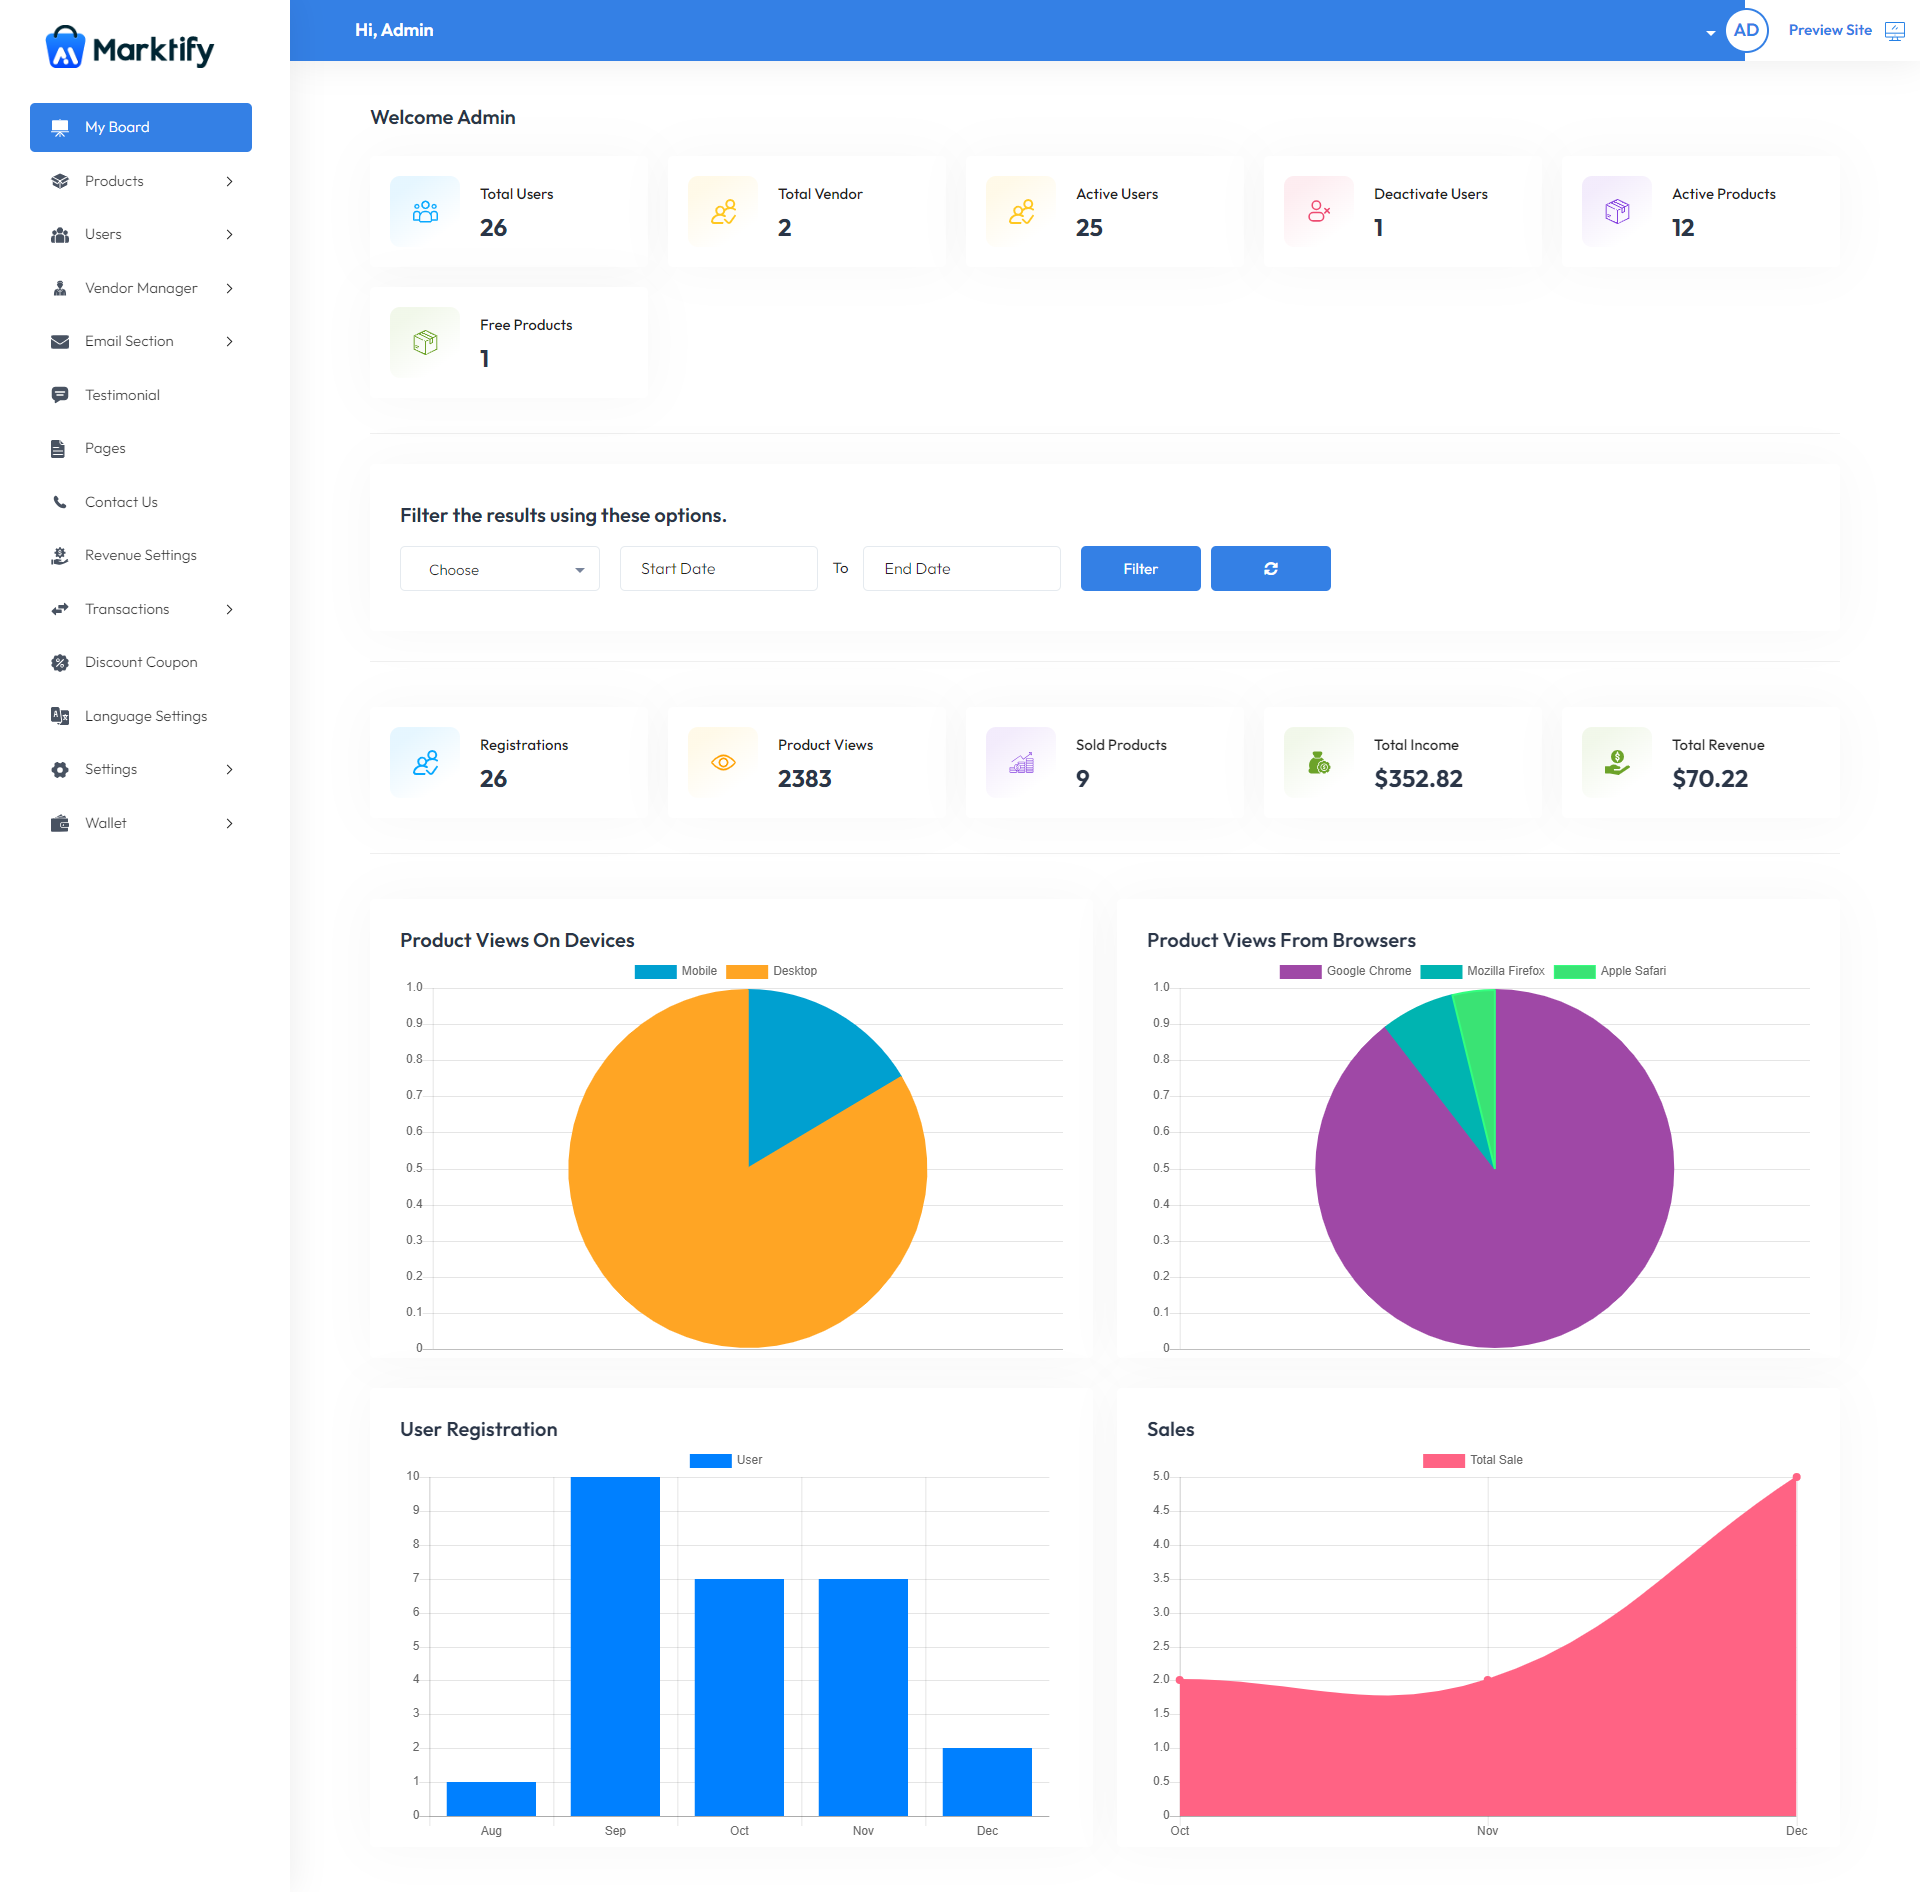 Marktify
Hi, Admin
AD
Preview Site
My Board
Products
Users
Vendor Manager
Email Section
Testimonial
Pages
Contact Us
Revenue Settings
Transactions
Discount Coupon
Language Settings
Settings
Wallet
Welcome Admin
Total Users
26
Total Vendor
2
Active Users
25
Deactivate Users
1
Active Products
12
Free Products
1
Filter the results using these options.
Choose
Start Date
To
End Date
Filter
Registrations
26
Product Views
2383
Sold Products
9
Total Income
$352.82
Total Revenue
$70.22
Product Views On Devices
Mobile
Desktop
1.0
0.9
0.8
0.7
0.6
0.5
0.4
0.3
0.2
0.1
0
Product Views From Browsers
Google Chrome
Mozilla Firefox
Apple Safari
1.0
0.9
0.8
0.7
0.6
0.5
0.4
0.3
0.2
0.1
0
User Registration
User
10
9
8
7
6
5
4
3
2
1
0
Aug
Sep
Oct
Nov
Dec
Sales
Total Sale
5.0
4.5
4.0
3.5
3.0
2.5
2.0
1.5
1.0
0.5
0
Oct
Nov
Dec